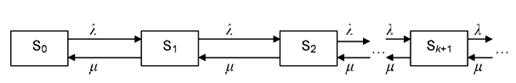 λ λ λ λ λ
S₀ S₁ S₂ ... Sₖ₊₁ ...
μ μ μ μ μ